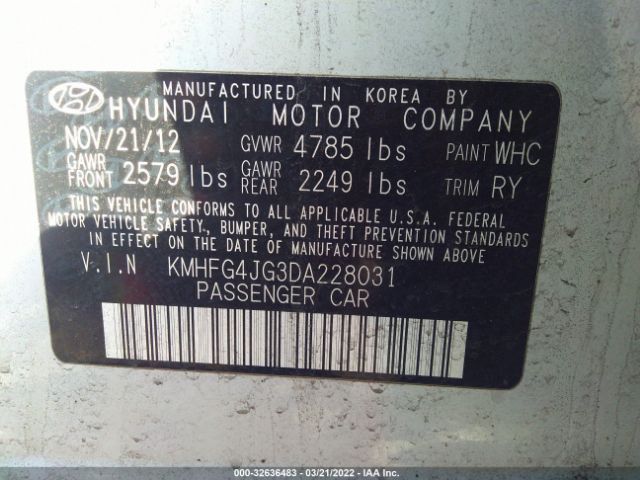 MANUFACTURED IN KOREA BY
HYUNDAI MOTOR COMPANY
NOV/21/12 GVWR 4785 lbs PAINT WHC
GAWR FRONT 2579 lbs GAWR REAR 2249 lbs TRIM RY
THIS VEHICLE CONFORMS TO ALL APPLICABLE U.S.A. FEDERAL
MOTOR VEHICLE SAFETY, BUMPER, AND THEFT PREVENTION STANDARDS
IN EFFECT ON THE DATE OF MANUFACTURE SHOWN ABOVE
V.I.N KMHFG4JG3DA228031
PASSENGER CAR
000-32636483 - 03/21/2022 - IAA Inc.